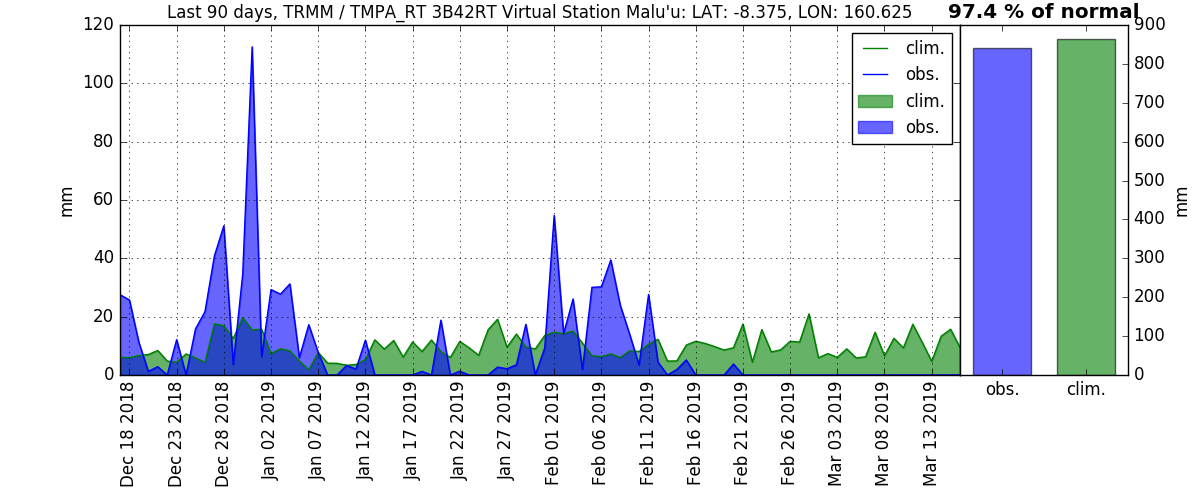 Last 90 days, TRMM / TMPA_RT 3B42RT Virtual Station Malu'u: LAT: -8.375, LON: 160.625
97.4 % of normal
120
100
80
60
40
20
0
mm
clim.
obs.
clim.
obs.
Dec 18 2018
Dec 23 2018
Dec 28 2018
Jan 02 2019
Jan 07 2019
Jan 12 2019
Jan 17 2019
Jan 22 2019
Jan 27 2019
Feb 01 2019
Feb 06 2019
Feb 11 2019
Feb 16 2019
Feb 21 2019
Feb 26 2019
Mar 03 2019
Mar 08 2019
Mar 13 2019
900
800
700
600
500
400
300
200
100
0
mm
obs.
clim.